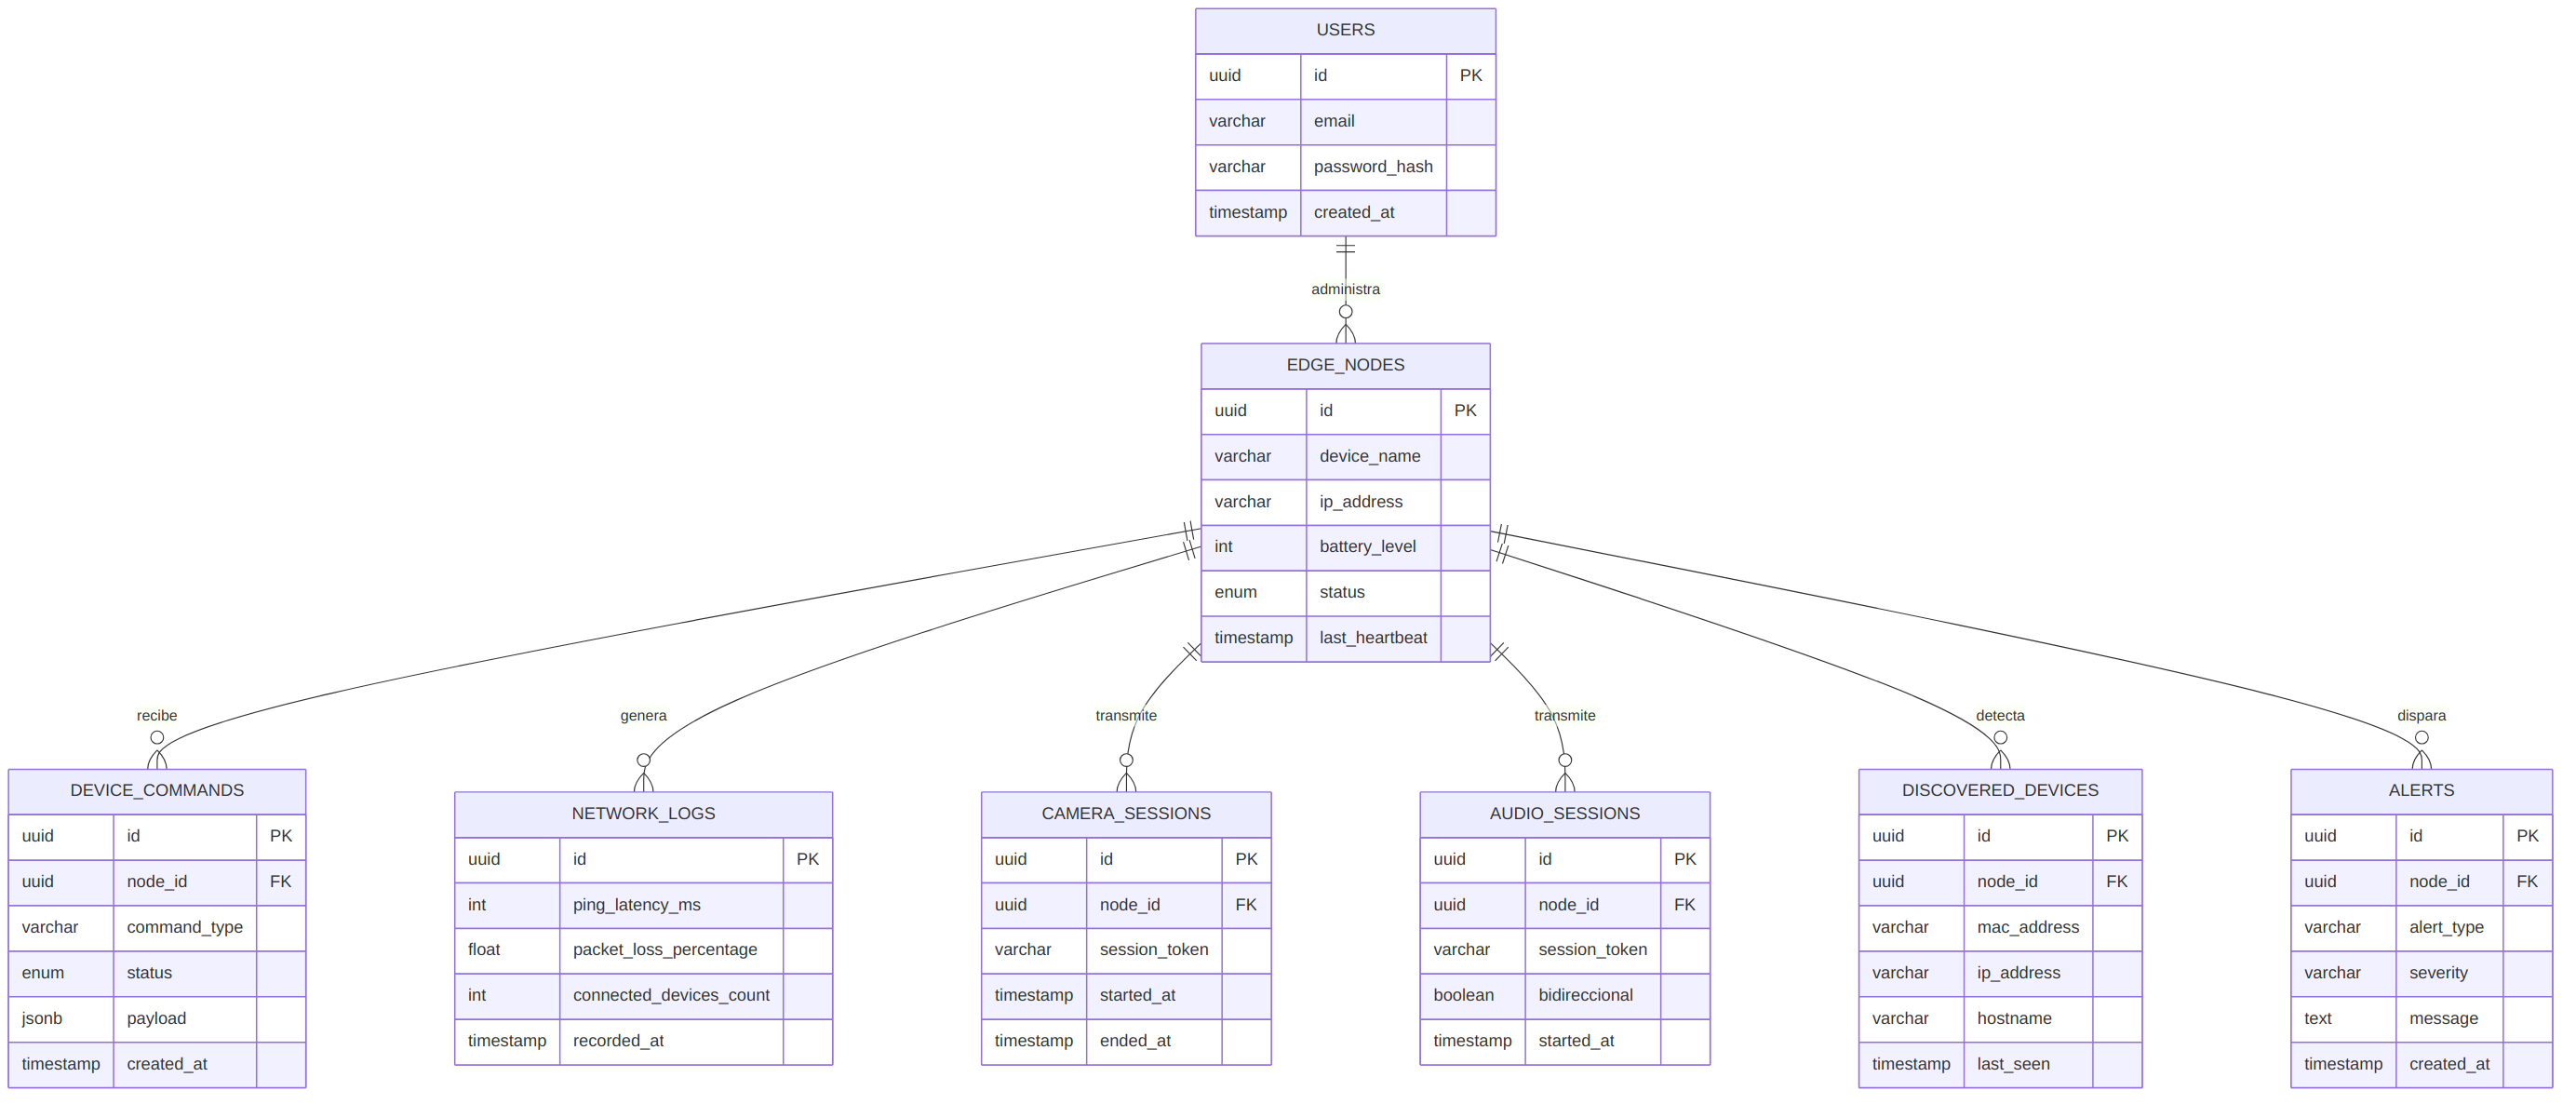 USERS
uuid id PK
varchar email
varchar password_hash
timestamp created_at
administra
EDGE_NODES
uuid id PK
varchar device_name
varchar ip_address
int battery_level
enum status
timestamp last_heartbeat
recibe
genera
transmite
transmite
detecta
dispara
DEVICE_COMMANDS
uuid id PK
uuid node_id FK
varchar command_type
enum status
jsonb payload
timestamp created_at
NETWORK_LOGS
uuid id PK
int ping_latency_ms
float packet_loss_percentage
int connected_devices_count
timestamp recorded_at
CAMERA_SESSIONS
uuid id PK
uuid node_id FK
varchar session_token
timestamp started_at
timestamp ended_at
AUDIO_SESSIONS
uuid id PK
uuid node_id FK
varchar session_token
boolean bidireccional
timestamp started_at
DISCOVERED_DEVICES
uuid id PK
uuid node_id FK
varchar mac_address
varchar ip_address
varchar hostname
timestamp last_seen
ALERTS
uuid id PK
uuid node_id FK
varchar alert_type
varchar severity
text message
timestamp created_at